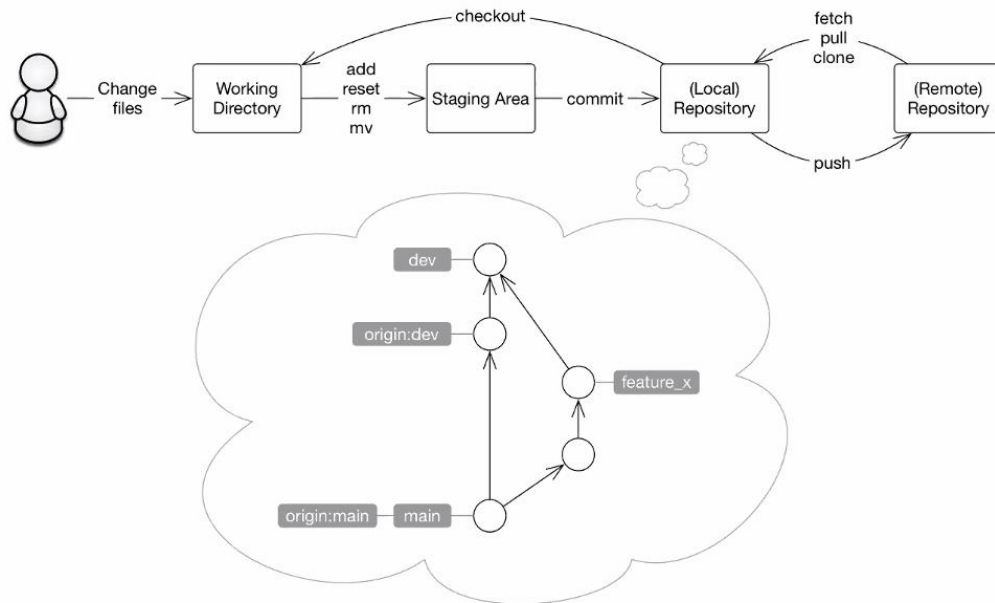 checkout
fetch
pull
clone
Change
files
Working
Directory
add
reset
rm
mv
Staging Area
commit
(Local)
Repository
(Remote)
Repository
push
dev
origin:dev
feature_x
origin:main
main